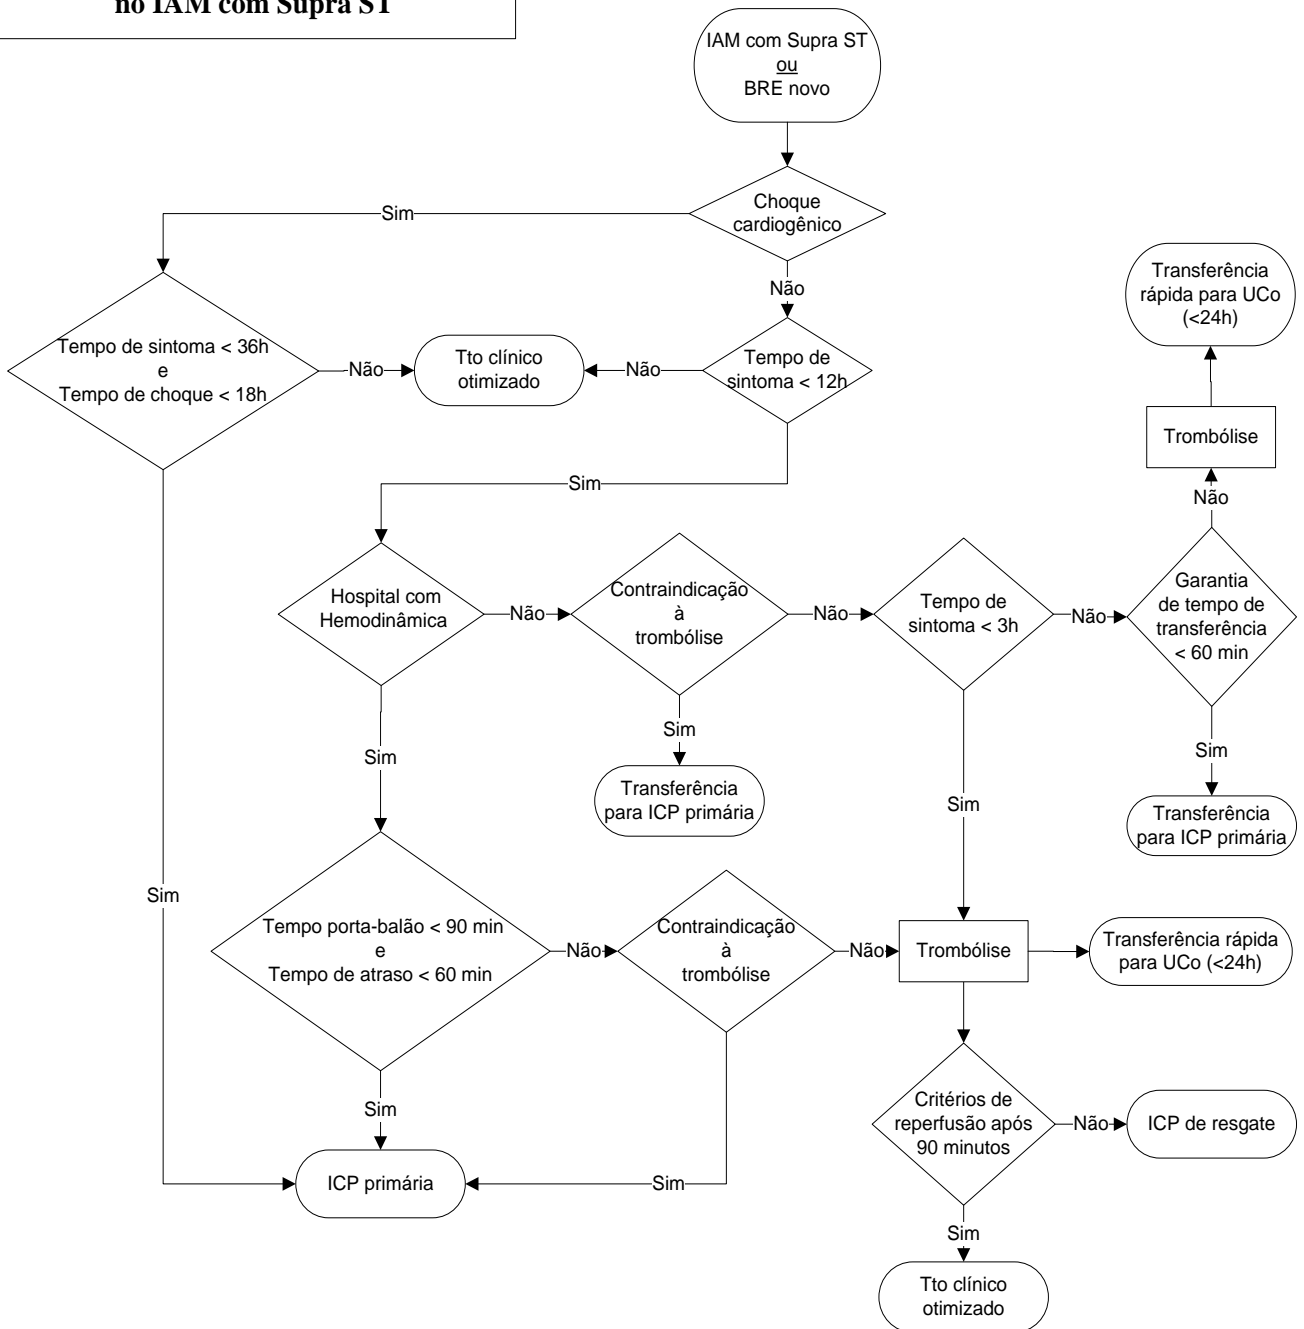 no IAM com Supra ST
IAM com Supra ST
ou
BRE novo
Choque
cardiogênico
Sim
Não
Transferência
rápida para UCo
(<24h)
Tempo de sintoma < 36h
e
Tempo de choque < 18h
Não
Tto clínico
otimizado
Não
Tempo de
sintoma < 12h
Trombólise
Não
Sim
Hospital com
Hemodinâmica
Não
Contraindicação
à
trombólise
Não
Tempo de
sintoma < 3h
Não
Garantia
de tempo de
transferência
< 60 min
Sim
Sim
Sim
Transferência
para ICP primária
Sim
Transferência
para ICP primária
Sim
Tempo porta-balão < 90 min
e
Tempo de atraso < 60 min
Não
Contraindicação
à
trombólise
Não
Trombólise
Transferência rápida
para UCo (<24h)
Sim
Critérios de
reperfusão após
90 minutos
Não
ICP de resgate
ICP primária
Sim
Sim
Tto clínico
otimizado